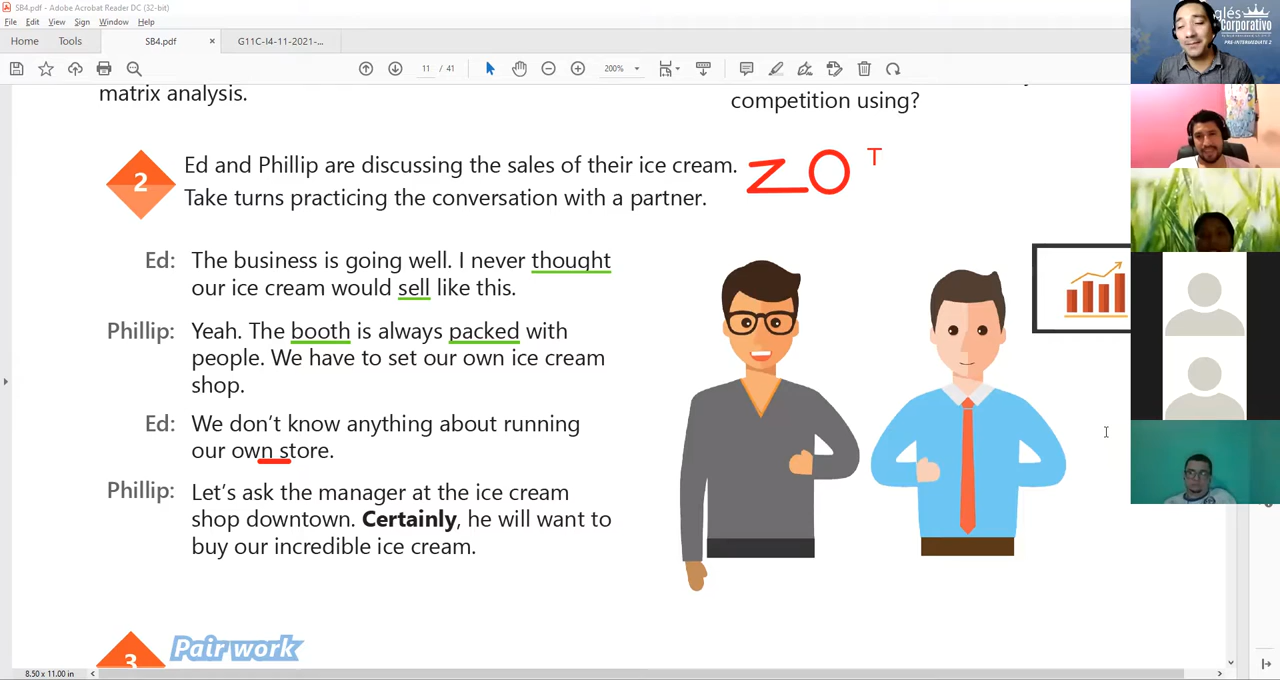 SB4.pdf - Adobe Acrobat Reader DC (32-bit)
File Edit View Sign Window Help
Home Tools SB4.pdf × G11C-I4-11-2021-...
11 / 41 200%
matrix analysis.
competition using?
2 Ed and Phillip are discussing the sales of their ice cream.
Take turns practicing the conversation with a partner.
ZO T
Ed: The business is going well. I never thought
our ice cream would sell like this.
Phillip: Yeah. The booth is always packed with
people. We have to set our own ice cream
shop.
Ed: We don't know anything about running
our own store.
Phillip: Let's ask the manager at the ice cream
shop downtown. Certainly, he will want to
buy our incredible ice cream.
3 Pair work
8.50 x 11.00 in
glés
Corporativo
PRE-INTERMEDIATE 2